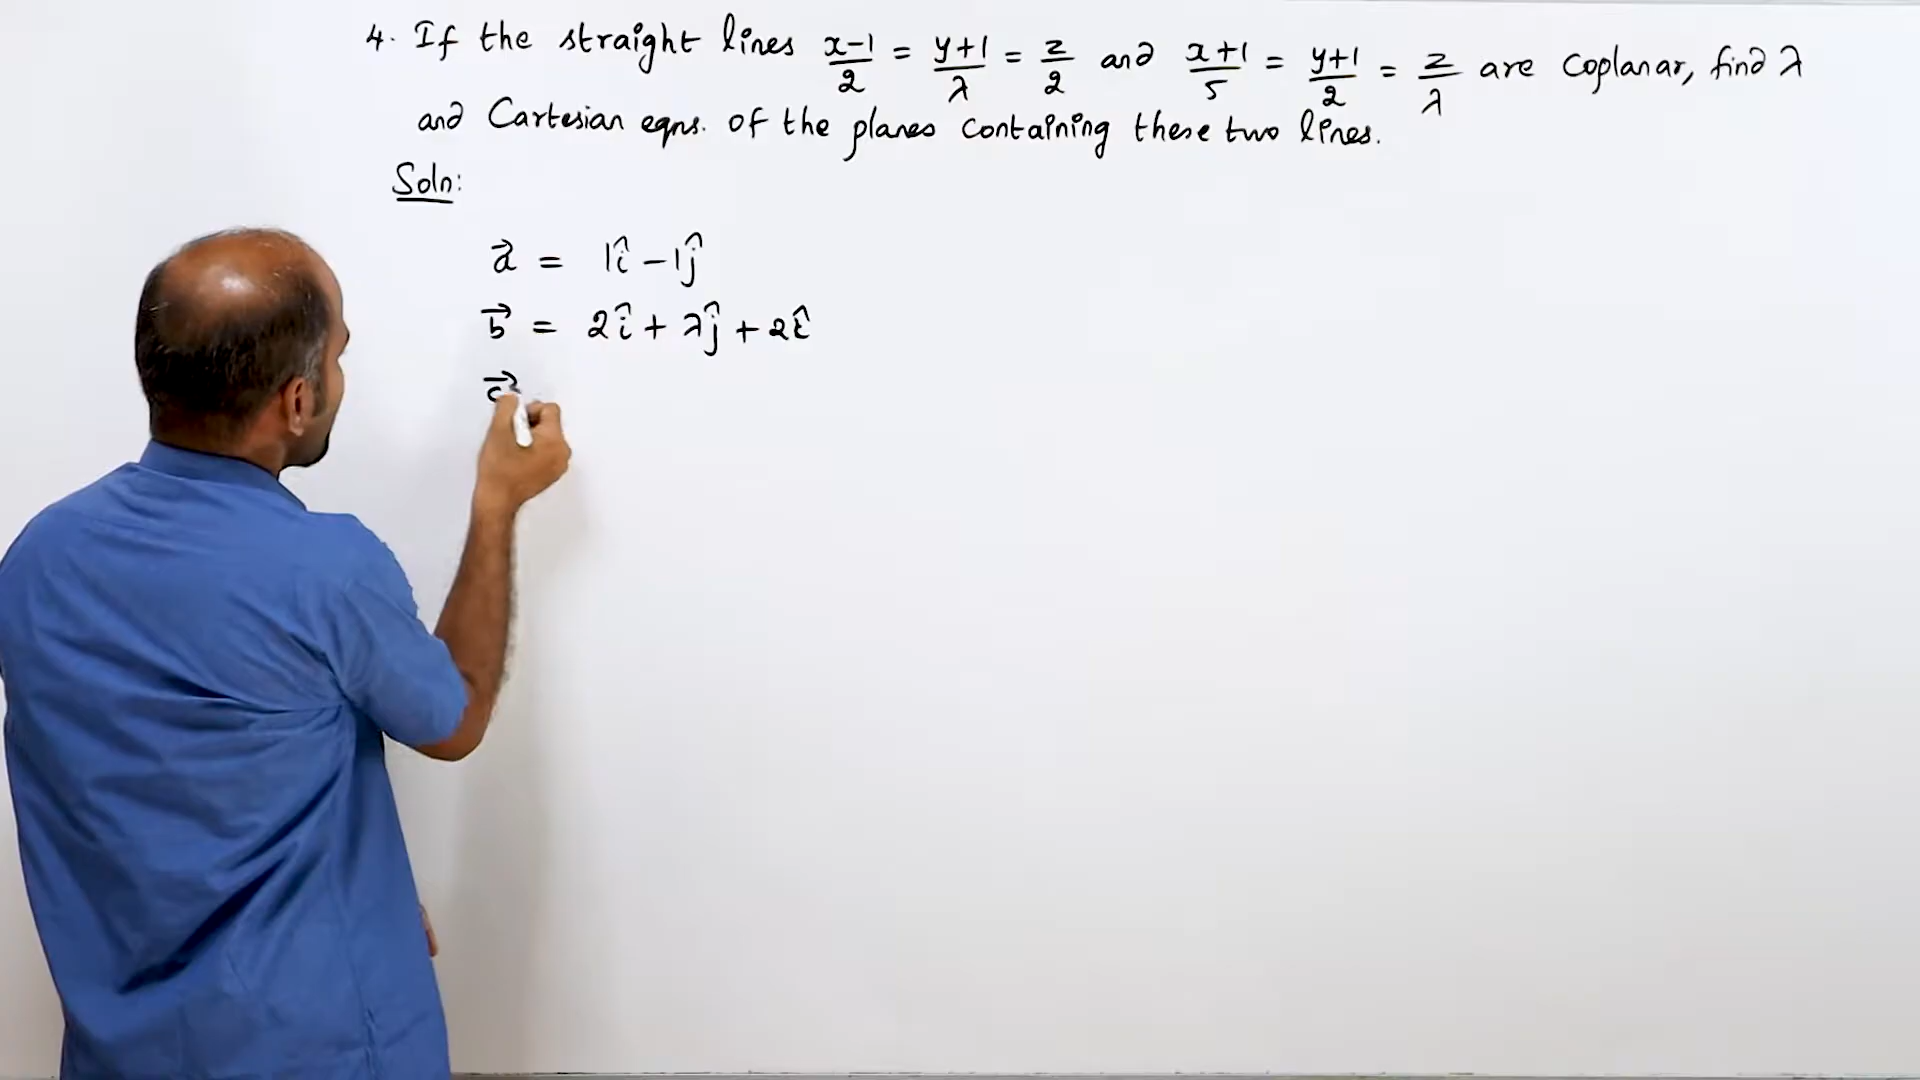 4. If the straight lines (x-1)/2 = (y+1)/λ = z/2 and (x+1)/5 = (y+1)/2 = z/λ are coplanar, find λ
and Cartesian eqns. of the planes containing these two lines.
Soln:
a⃗ = 1î - 1ĵ
b⃗ = 2î + λĵ + 2k̂
c⃗